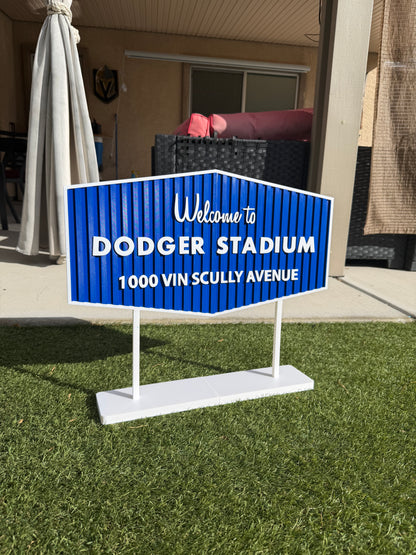 Welcome to
DODGER STADIUM
1000 VIN SCULLY AVENUE